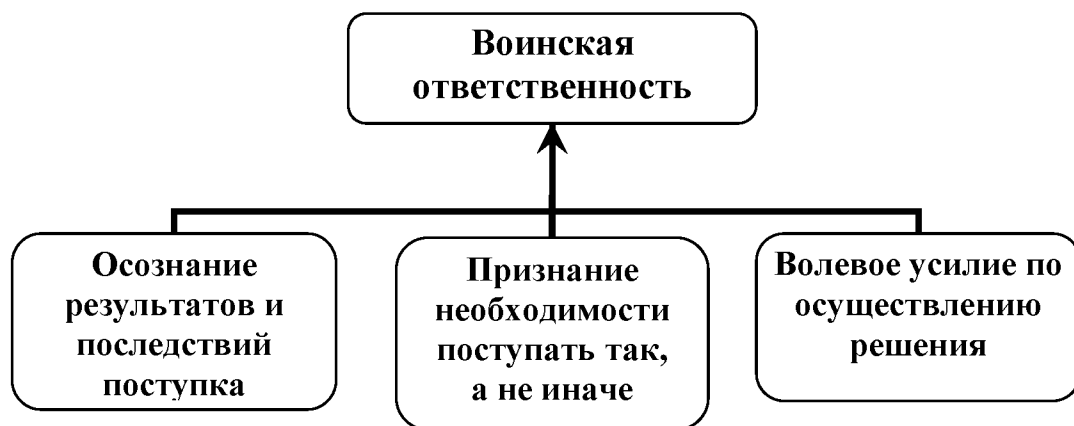 Воинская
ответственность
Осознание
результатов и
последствий
поступка
Признание
необходимости
поступать так,
а не иначе
Волевое усилие по
осуществлению
решения